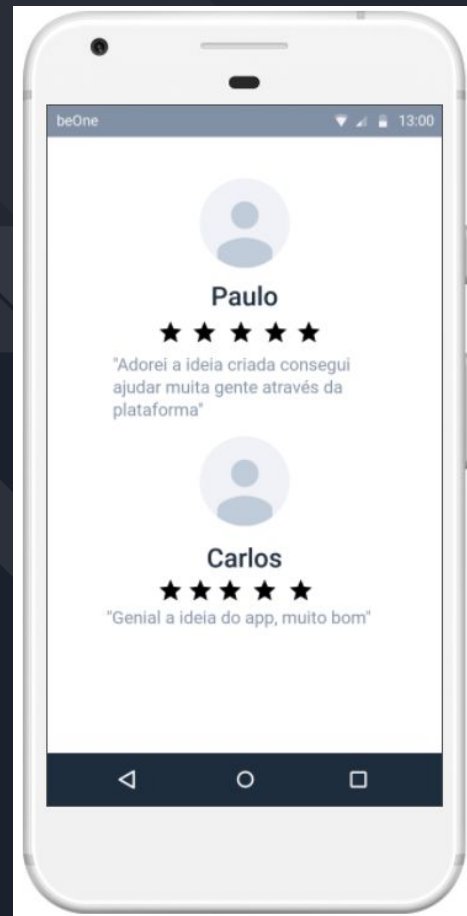 beOne 13:00
Paulo
"Adorei a ideia criada consegui
ajudar muita gente através da
plataforma"
Carlos
"Genial a ideia do app, muito bom"